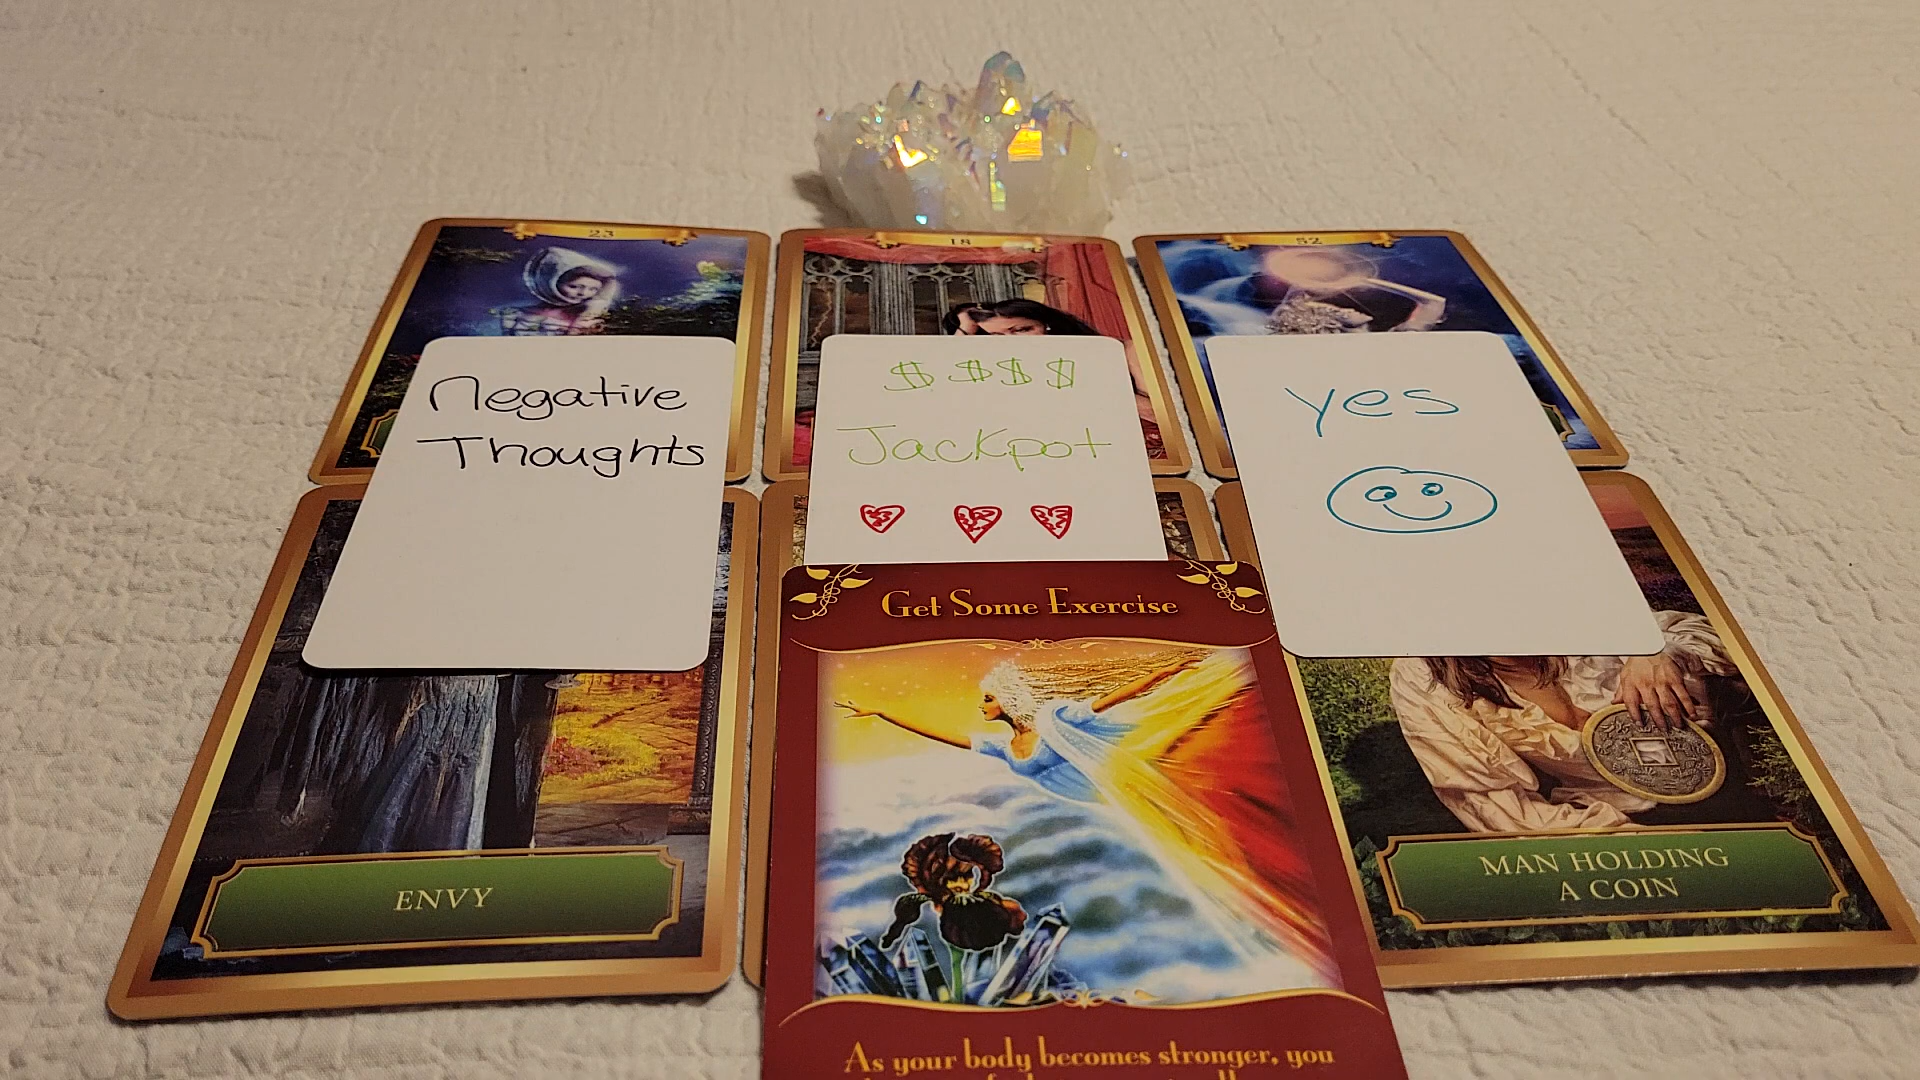 23
18
52
Negative
Thoughts
$$$$
Jackpot
yes
Get Some Exercise
ENVY
MAN HOLDING
A COIN
As your body becomes stronger, you